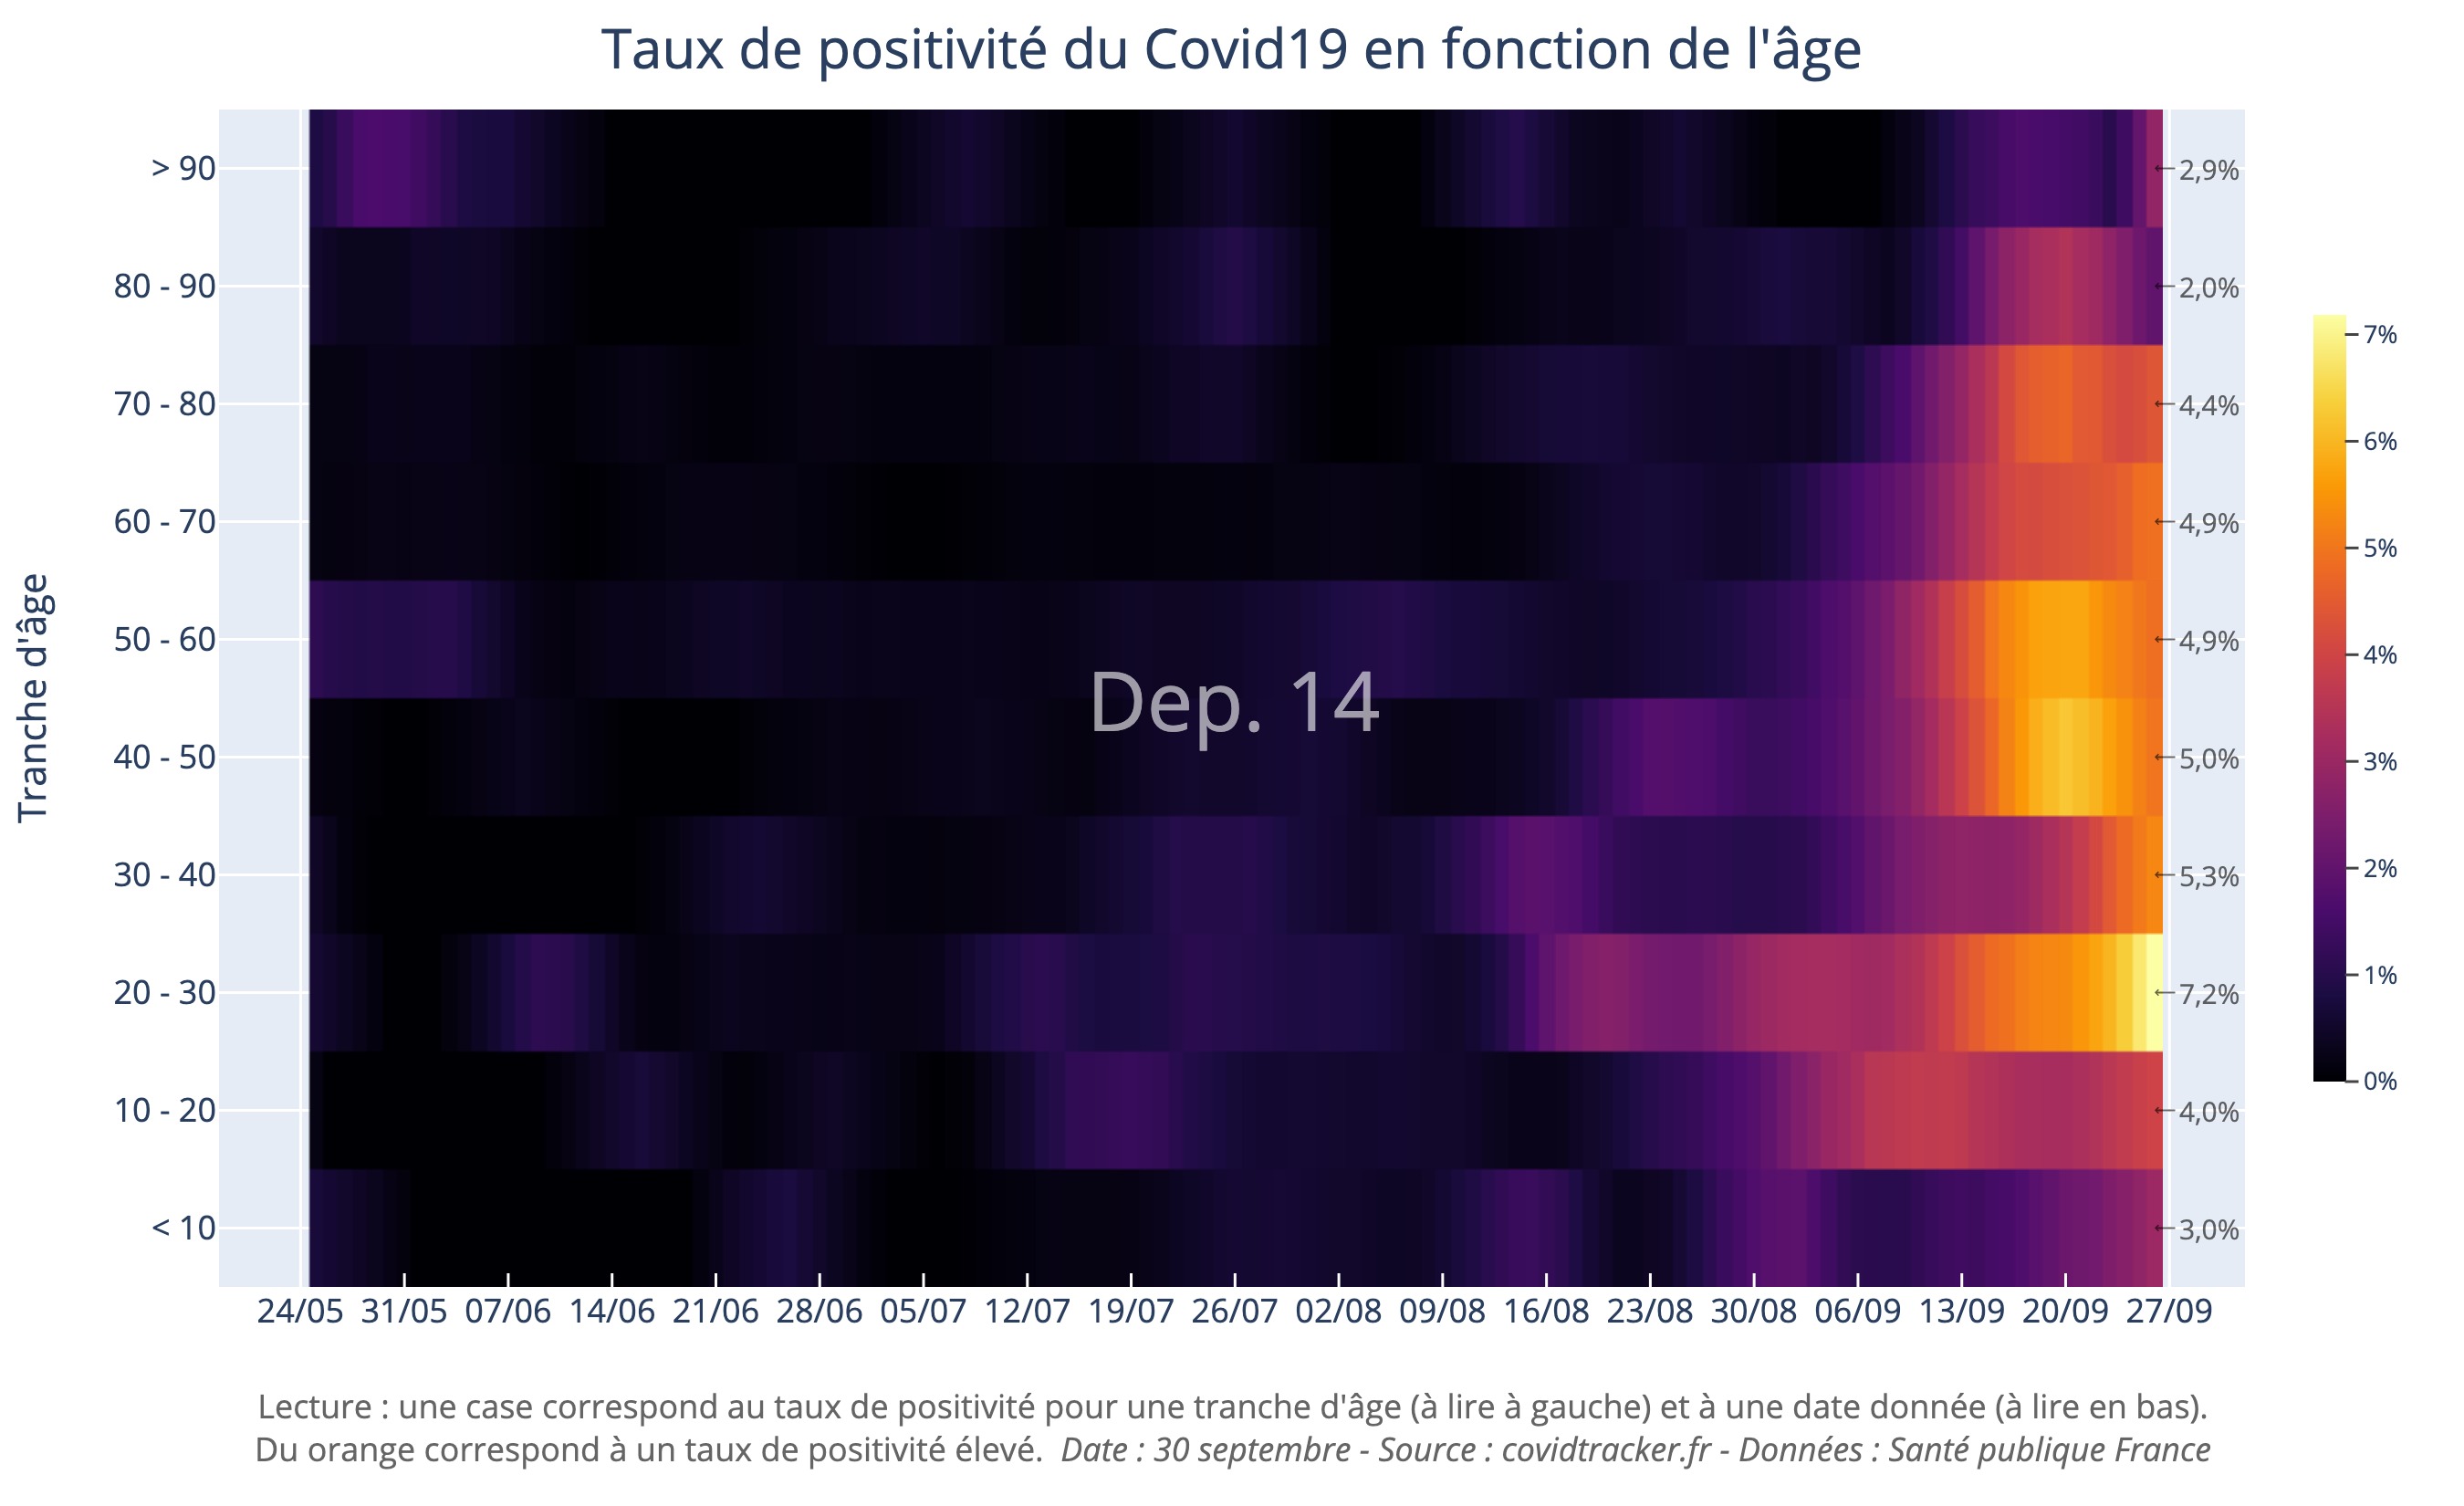 Taux de positivité du Covid19 en fonction de l'âge
Tranche d'âge
> 90
80 - 90
70 - 80
60 - 70
50 - 60
40 - 50
30 - 40
20 - 30
10 - 20
< 10
Dep. 14
2,9%
2,0%
4,4%
4,9%
4,9%
5,0%
5,3%
7,2%
4,0%
3,0%
7%
6%
5%
4%
3%
2%
1%
0%
24/05 31/05 07/06 14/06 21/06 28/06 05/07 12/07 19/07 26/07 02/08 09/08 16/08 23/08 30/08 06/09 13/09 20/09 27/09
Lecture : une case correspond au taux de positivité pour une tranche d'âge (à lire à gauche) et à une date donnée (à lire en bas).
Du orange correspond à un taux de positivité élevé. Date : 30 septembre - Source : covidtracker.fr - Données : Santé publique France